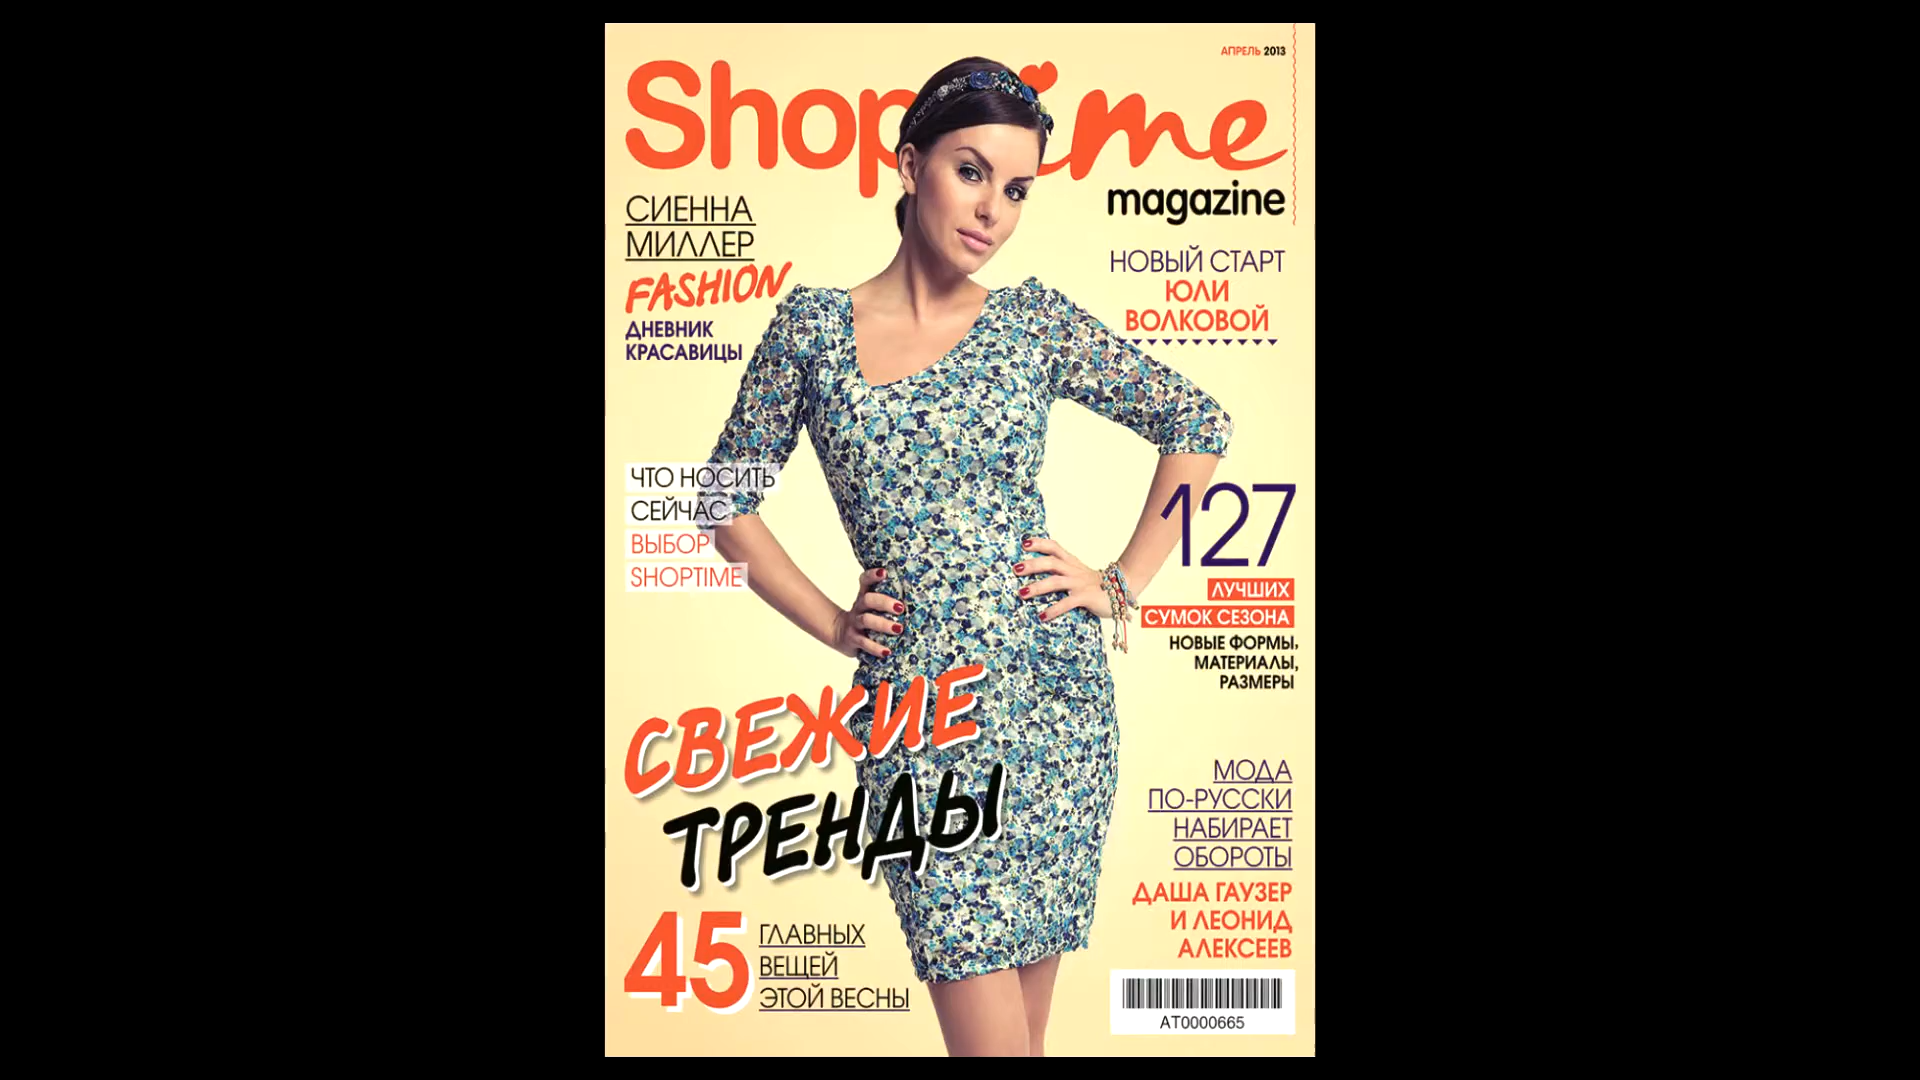 АПРЕЛЬ 2013
Shoptime
magazine
СИЕННА
МИЛЛЕР
FASHION
ДНЕВНИК
КРАСАВИЦЫ
НОВЫЙ СТАРТ
ЮЛИ
ВОЛКОВОЙ
ЧТО НОСИТЬ
СЕЙЧАС
ВЫБОР
SHOPTIME
127
ЛУЧШИХ
СУМОК СЕЗОНА
НОВЫЕ ФОРМЫ,
МАТЕРИАЛЫ,
РАЗМЕРЫ
СВЕЖИЕ
ТРЕНДЫ
45
ГЛАВНЫХ
ВЕЩЕЙ
ЭТОЙ ВЕСНЫ
МОДА
ПО-РУССКИ
НАБИРАЕТ
ОБОРОТЫ
ДАША ГАУЗЕР
И ЛЕОНИД
АЛЕКСЕЕВ
AT0000665